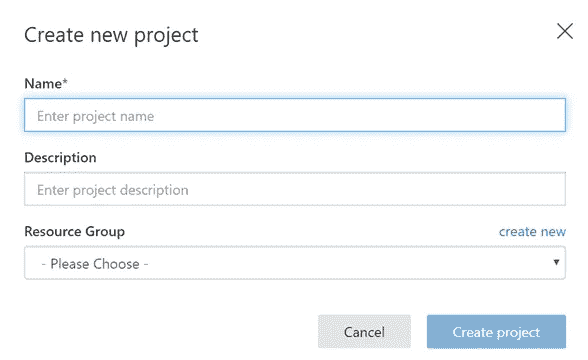 Create new project
Name*
Enter project name
Description
Enter project description
Resource Group create new
- Please Choose -
Cancel Create project